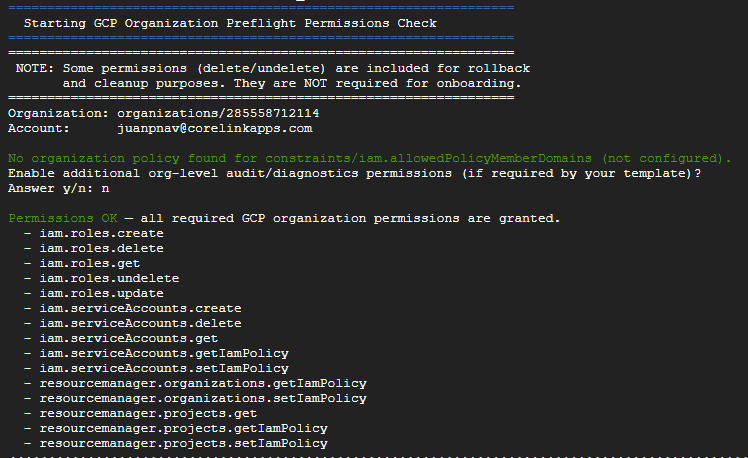 =================================================================
Starting GCP Organization Preflight Permissions Check
=================================================================
=================================================================
NOTE: Some permissions (delete/undelete) are included for rollback
and cleanup purposes. They are NOT required for onboarding.
=================================================================
Organization: organizations/285558712114
Account: juanpnav@corelinkapps.com
No organization policy found for constraints/iam.allowedPolicyMemberDomains (not configured).
Enable additional org-level audit/diagnostics permissions (if required by your template)?
Answer y/n: n
Permissions OK — all required GCP organization permissions are granted.
- iam.roles.create
- iam.roles.delete
- iam.roles.get
- iam.roles.undelete
- iam.roles.update
- iam.serviceAccounts.create
- iam.serviceAccounts.delete
- iam.serviceAccounts.get
- iam.serviceAccounts.getIamPolicy
- iam.serviceAccounts.setIamPolicy
- resourcemanager.organizations.getIamPolicy
- resourcemanager.organizations.setIamPolicy
- resourcemanager.projects.get
- resourcemanager.projects.getIamPolicy
- resourcemanager.projects.setIamPolicy